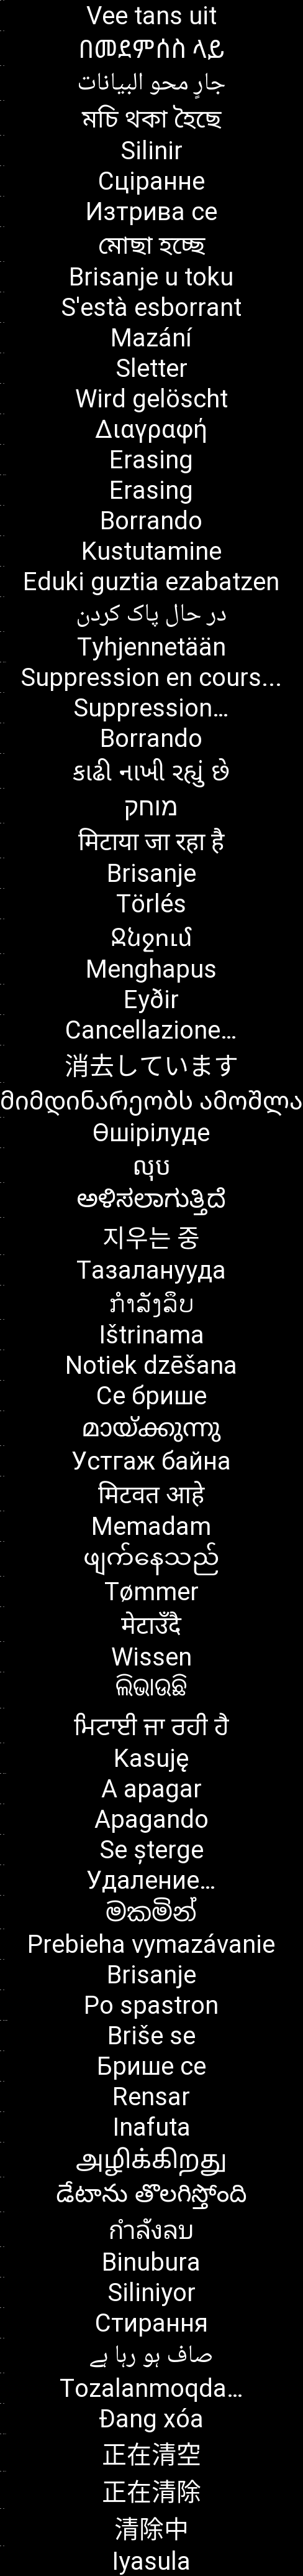 Vee tans uit
በመደምሰስ ላይ
جارٍ محو البيانات
মচি থকা হৈছে
Silinir
Сціранне
Изтрива се
মোছা হচ্ছে
Brisanje u toku
S'està esborrant
Mazání
Sletter
Wird gelöscht
Διαγραφή
Erasing
Erasing
Borrando
Kustutamine
Eduki guztia ezabatzen
در حال پاک کردن
Tyhjennetään
Suppression en cours...
Suppression…
Borrando
કાઢી નાખી રહ્યું છે
מוחק
मिटाया जा रहा है
Brisanje
Törlés
Ջնջում
Menghapus
Eyðir
Cancellazione…
消去しています
მიმდინარეობს ამოშლა
Өшірілуде
លុប
ಅಳಿಸಲಾಗುತ್ತಿದೆ
지우는 중
Тазаланууда
ກຳລັງລຶບ
Ištrinama
Notiek dzēšana
Се брише
മായ്ക്കുന്നു
Устгаж байна
मिटवत आहे
Memadam
ဖျက်နေသည်
Tømmer
मेटाउँदै
Wissen
ଲିଭାଉଛି
ਮਿਟਾਈ ਜਾ ਰਹੀ ਹੈ
Kasuję
A apagar
Apagando
Se șterge
Удаление…
මකමින්
Prebieha vymazávanie
Brisanje
Po spastron
Briše se
Брише се
Rensar
Inafuta
அழிக்கிறது
డేటాను తొలగిస్తోంది
กำลังลบ
Binubura
Siliniyor
Стирання
صاف ہو رہا ہے
Tozalanmoqda…
Đang xóa
正在清空
正在清除
清除中
Iyasula